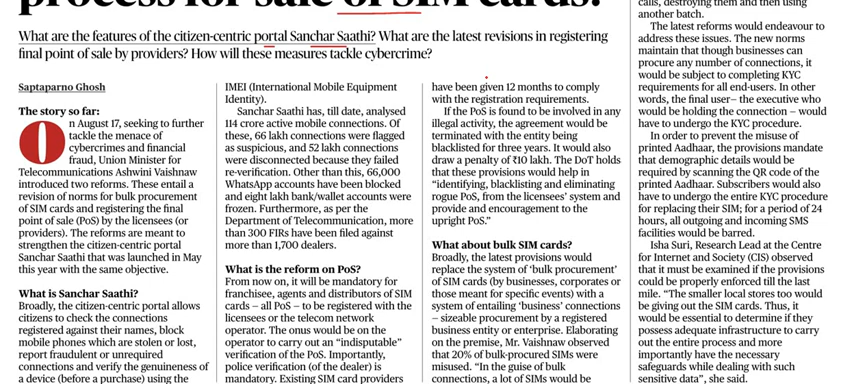 process for sale of SIM cards?
What are the features of the citizen-centric portal Sanchar Saathi? What are the latest revisions in registering
final point of sale by providers? How will these measures tackle cybercrime?
Saptaparno Ghosh
The story so far:
On August 17, seeking to further
tackle the menace of
cybercrimes and financial
fraud, Union Minister for
Telecommunications Ashwini Vaishnaw
introduced two reforms. These entail a
revision of norms for bulk procurement
of SIM cards and registering the final
point of sale (PoS) by the licensees (or
providers). The reforms are meant to
strengthen the citizen-centric portal
Sanchar Saathi that was launched in May
this year with the same objective.
What is Sanchar Saathi?
Broadly, the citizen-centric portal allows
citizens to check the connections
registered against their names, block
mobile phones which are stolen or lost,
report fraudulent or unrequired
connections and verify the genuineness of
a device (before a purchase) using the
IMEI (International Mobile Equipment
Identity).
Sanchar Saathi has, till date, analysed
114 crore active mobile connections. Of
these, 66 lakh connections were flagged
as suspicious, and 52 lakh connections
were disconnected because they failed
re-verification. Other than this, 66,000
WhatsApp accounts have been blocked
and eight lakh bank/wallet accounts were
frozen. Furthermore, as per the
Department of Telecommunication, more
than 300 FIRs have been filed against
more than 1,700 dealers.
What is the reform on PoS?
From now on, it will be mandatory for
franchisee, agents and distributors of SIM
cards – all PoS – to be registered with the
licensees or the telecom network
operator. The onus would be on the
operator to carry out an “indisputable”
verification of the PoS. Importantly,
police verification (of the dealer) is
mandatory. Existing SIM card providers
have been given 12 months to comply
with the registration requirements.
If the PoS is found to be involved in any
illegal activity, the agreement would be
terminated with the entity being
blacklisted for three years. It would also
draw a penalty of ₹10 lakh. The DoT holds
that these provisions would help in
“identifying, blacklisting and eliminating
rogue PoS, from the licensees’ system and
provide and encouragement to the
upright PoS.”
What about bulk SIM cards?
Broadly, the latest provisions would
replace the system of ‘bulk procurement’
of SIM cards (by businesses, corporates or
those meant for specific events) with a
system of entailing ‘business’ connections
– sizeable procurement by a registered
business entity or enterprise. Elaborating
on the premise, Mr. Vaishnaw observed
that 20% of bulk-procured SIMs were
misused. “In the guise of bulk
connections, a lot of SIMs would be
calls, destroying them and then using
another batch.
The latest reforms would endeavour to
address these issues. The new norms
maintain that though businesses can
procure any number of connections, it
would be subject to completing KYC
requirements for all end-users. In other
words, the final user— the executive who
would be holding the connection — would
have to undergo the KYC procedure.
In order to prevent the misuse of
printed Aadhaar, the provisions mandate
that demographic details would be
required by scanning the QR code of the
printed Aadhaar. Subscribers would also
have to undergo the entire KYC procedure
for replacing their SIM; for a period of 24
hours, all outgoing and incoming SMS
facilities would be barred.
Isha Suri, Research Lead at the Centre
for Internet and Society (CIS) observed
that it must be examined if the provisions
could be properly enforced till the last
mile. “The smaller local stores too would
be giving out the SIM cards. Thus, it
would be essential to determine if they
possess adequate infrastructure to carry
out the entire process and more
importantly have the necessary
safeguards while dealing with such
sensitive data”, she said.